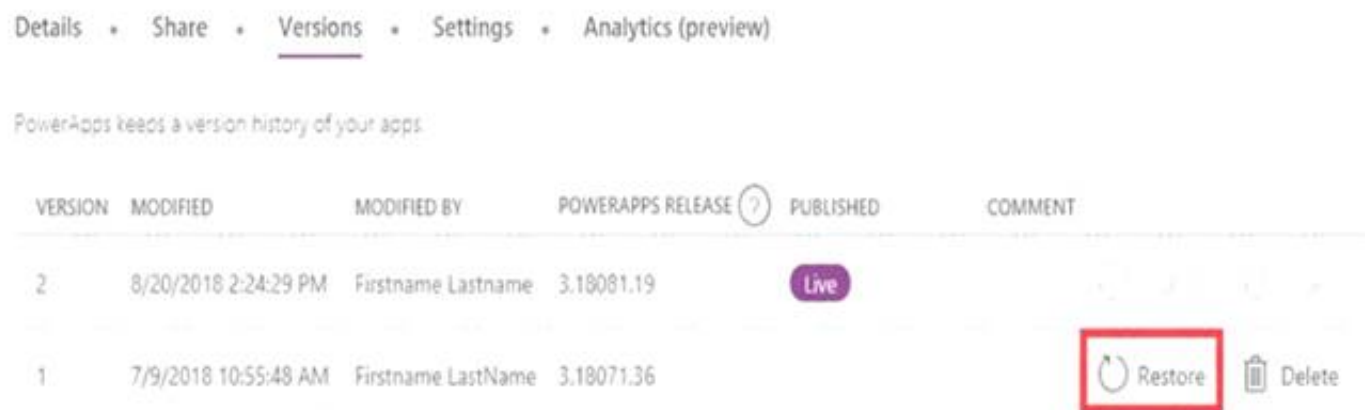 Details • Share • Versions • Settings • Analytics (preview)
PowerApps keeps a version history of your apps.
VERSION MODIFIED MODIFIED BY POWERAPPS RELEASE ? PUBLISHED COMMENT
2 8/20/2018 2:24:29 PM Firstname Lastname 3.18081.19 Live
1 7/9/2018 10:55:48 AM Firstname LastName 3.18071.36 Restore Delete